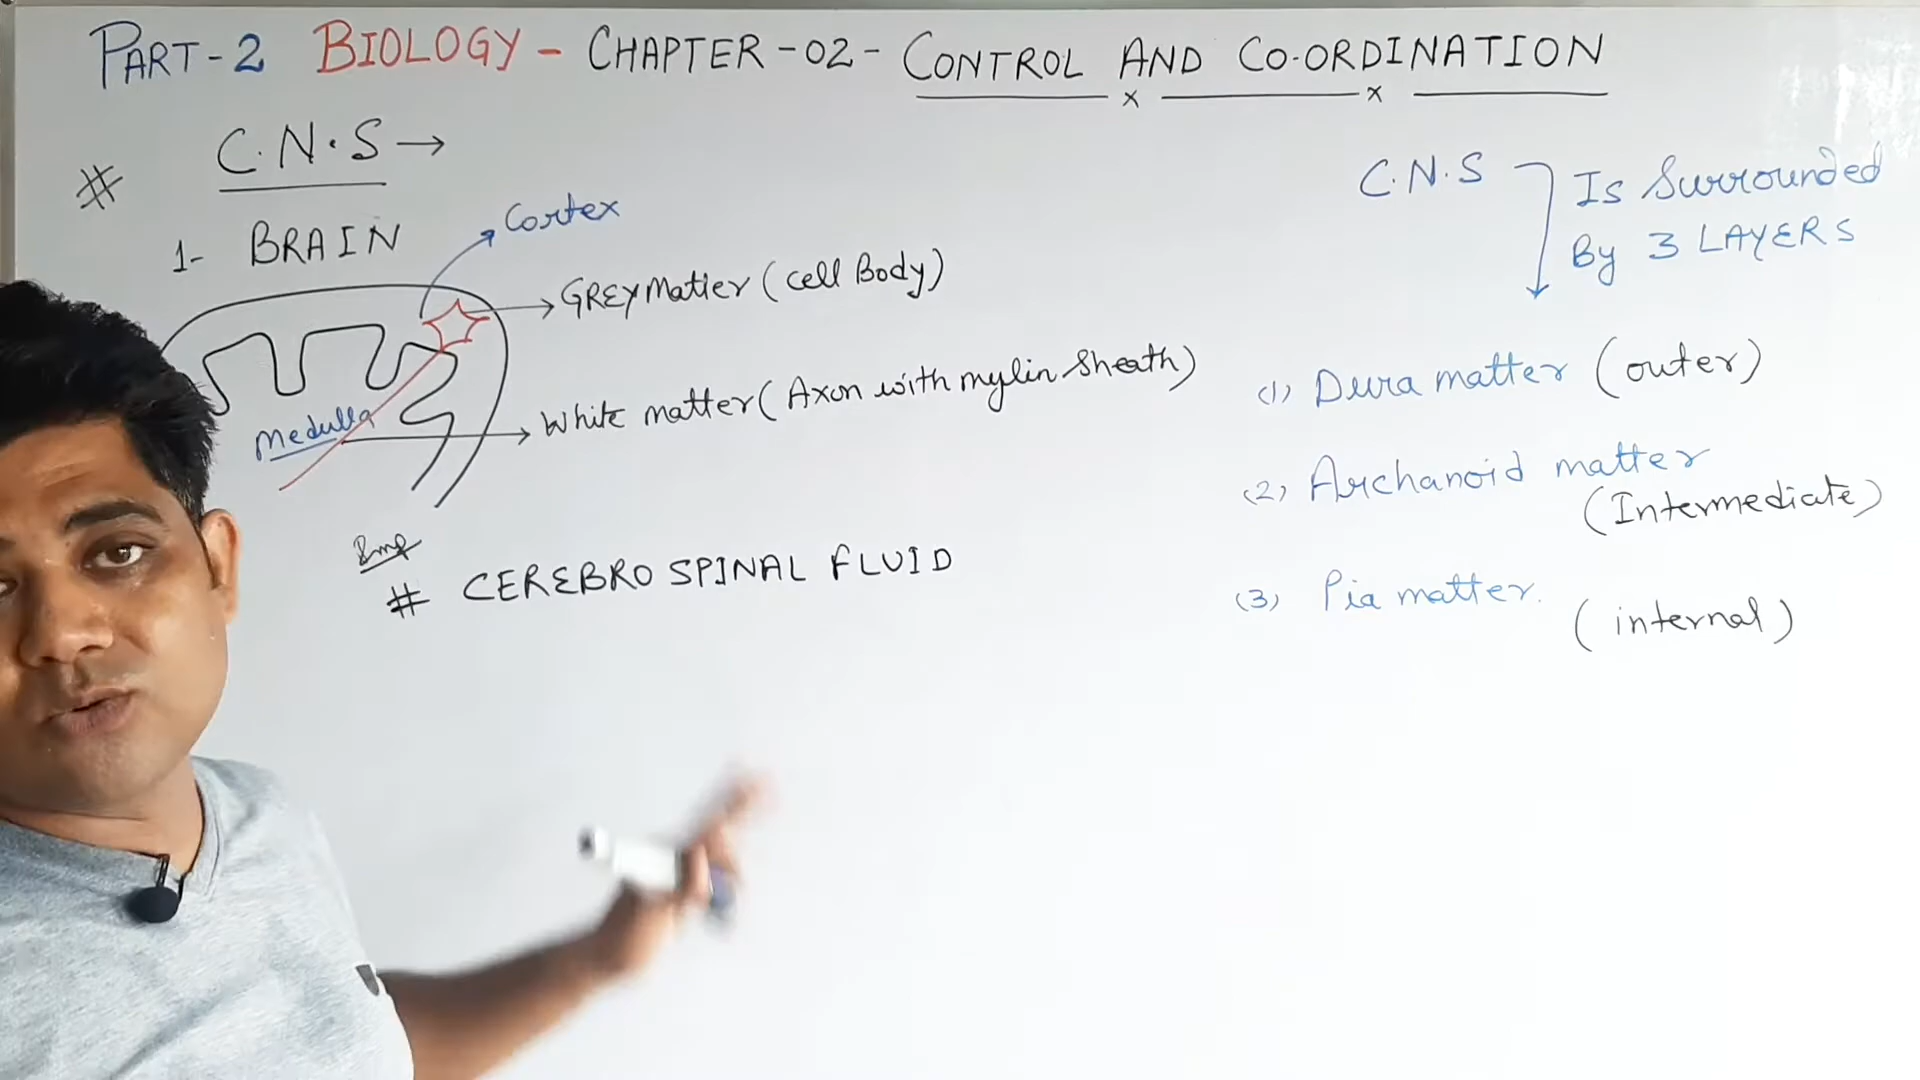 PART-2 BIOLOGY - CHAPTER-02- CONTROL AND CO-ORDINATION
# C.N.S →
1- BRAIN
Cortex
GREY Matter (cell Body)
Medulla
White matter (Axon with mylin Sheath)
Imp
# CEREBRO SPINAL FLUID
C.N.S Is Surrounded
By 3 LAYERS
(1) Dura matter (outer)
(2) Archanoid matter
(Intermediate)
(3) Pia matter.
(internal)